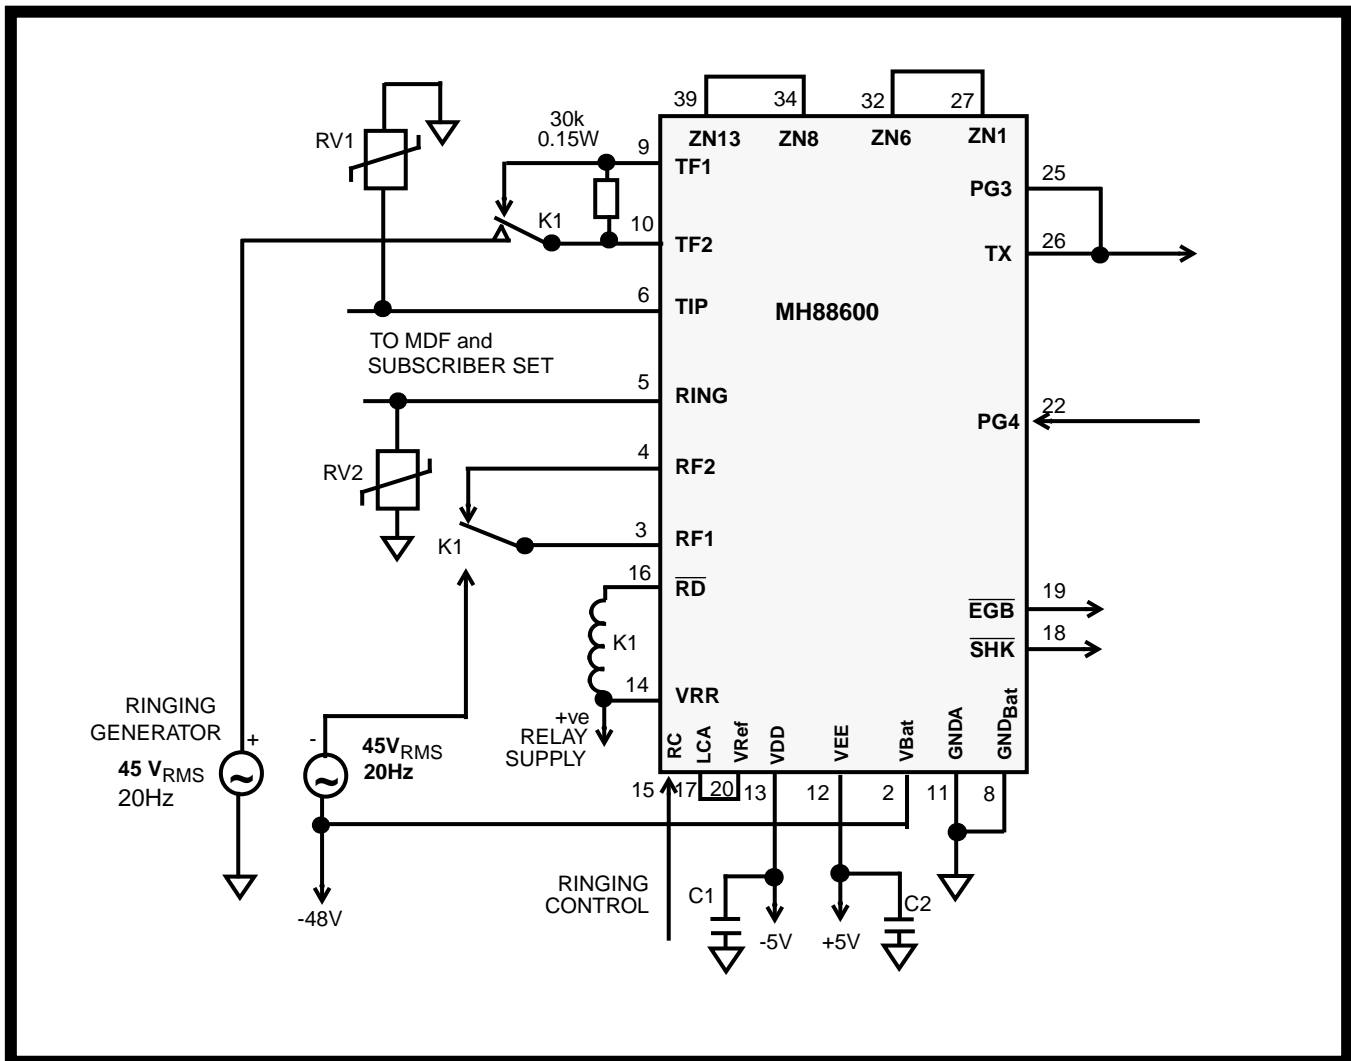 39
34
32
27
ZN13
ZN8
ZN6
ZN1
30k
0.15W
RV1
9
TF1
K1
10
TF2
6
TIP
MH88600
PG3
25
TX
26
TO MDF and
SUBSCRIBER SET
5
RING
4
RF2
RV2
PG4
22
K1
3
RF1
16
RD
K1
EGB
19
SHK
18
14
VRR
+ve
RELAY
SUPPLY
RINGING
GENERATOR
+
45 VRMS
20Hz
-
45VRMS
20Hz
RC
LCA
VRef
VDD
VEE
VBat
GNDA
GNDBat
15
17
20
13
12
2
11
8
RINGING
CONTROL
C1
C2
-48V
-5V
+5V